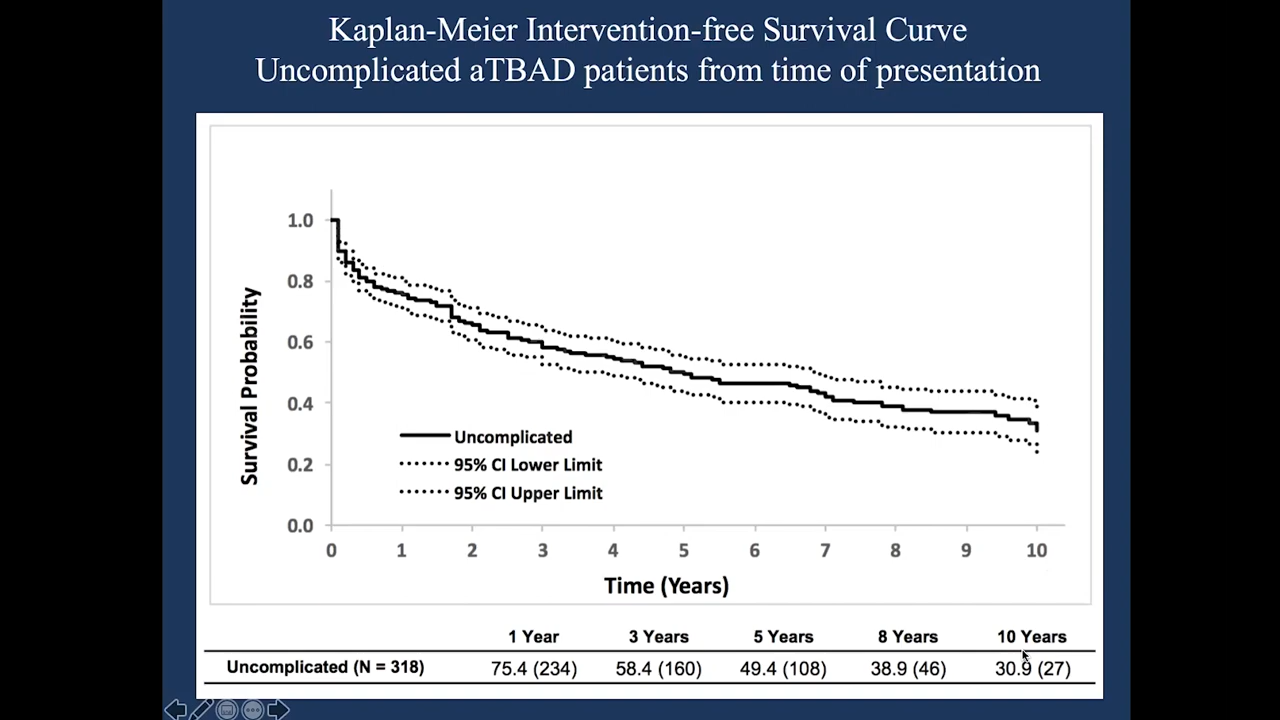 Kaplan-Meier Intervention-free Survival Curve
Uncomplicated aTBAD patients from time of presentation
Survival Probability
1.0
0.8
0.6
0.4
0.2
0.0
Uncomplicated
95% CI Lower Limit
95% CI Upper Limit
0 1 2 3 4 5 6 7 8 9 10
Time (Years)
1 Year 3 Years 5 Years 8 Years 10 Years
Uncomplicated (N = 318) 75.4 (234) 58.4 (160) 49.4 (108) 38.9 (46) 30.9 (27)